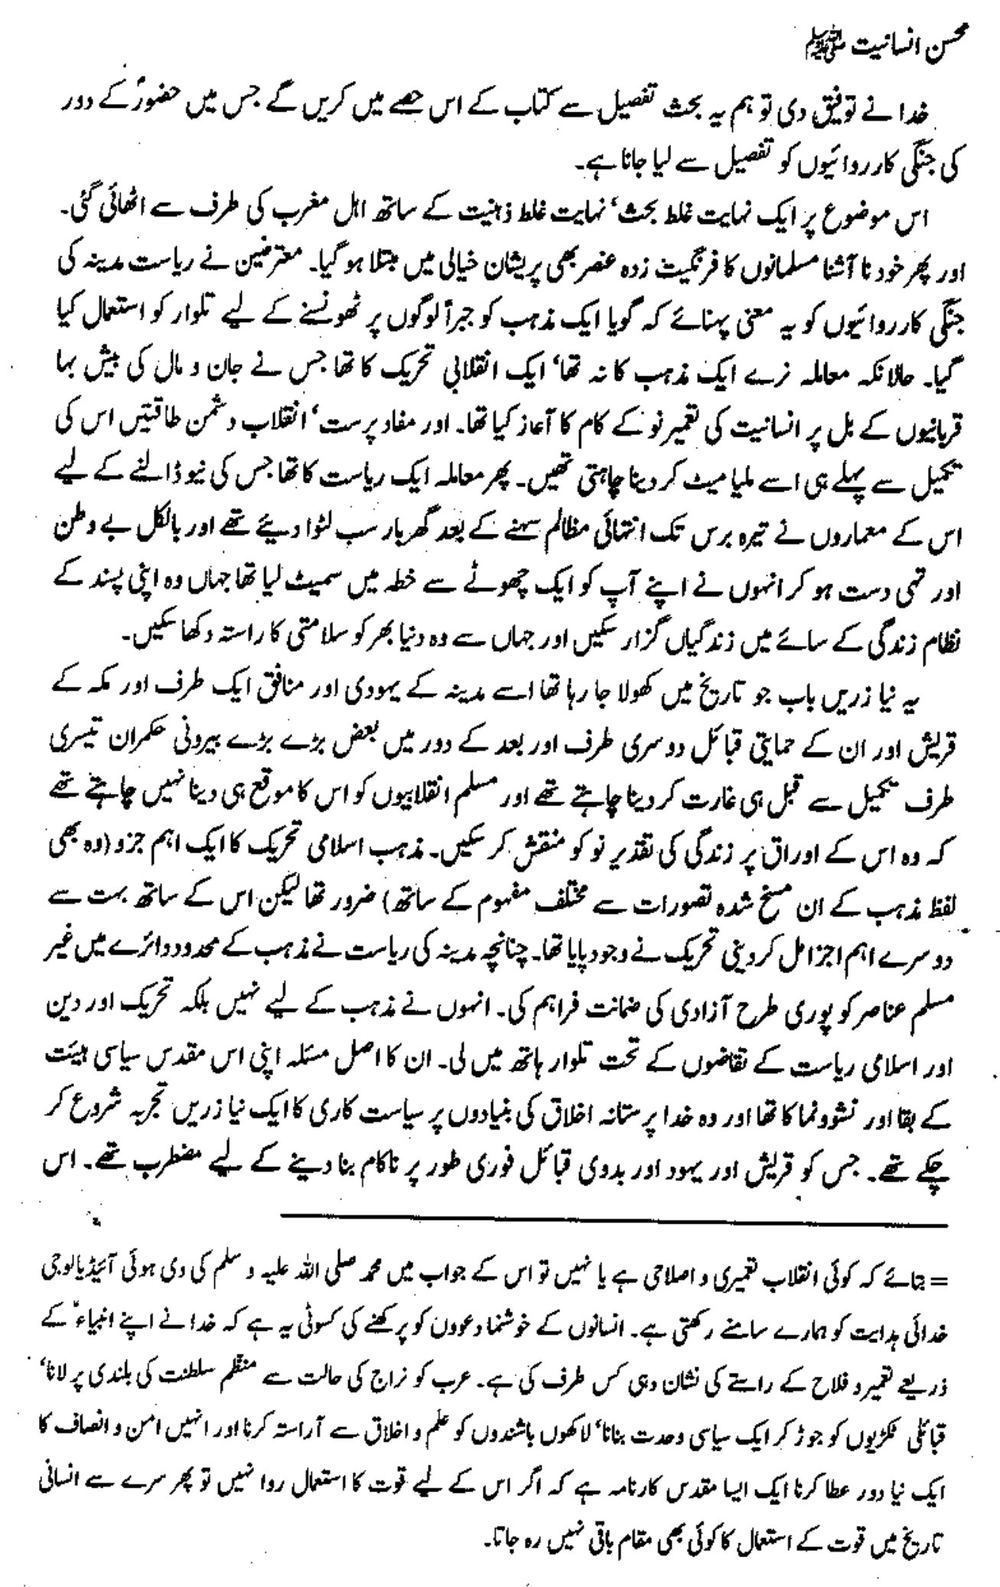 محسن انسانیت ﷺ
خدا نے توفیق دی تو ہم یہ بحث تفصیل سے کتاب کے اس حصے میں کریں گے جس میں حضورؐ کے دور
کی جنگی کارروائیوں کو تفصیل سے لیا جانا ہے۔
اس موضوع پر ایک نہایت غلط بحث، نہایت غلط ذہنیت کے ساتھ اہل مغرب کی طرف سے اٹھائی گئی۔
اور پھر خود ناآشنا مسلمانوں کا فرنگیت زدہ عنصر بھی پریشان خیالی میں مبتلا ہو گیا۔ معترضین نے ریاست مدینہ کی
جنگی کارروائیوں کو یہ معنی پہنائے کہ گویا ایک مذہب کو جبراً لوگوں پر ٹھونسنے کے لیے تلوار کو استعمال کیا
گیا۔ حالانکہ معاملہ نرے ایک مذہب کا نہ تھا، ایک انقلابی تحریک کا تھا جس نے جان و مال کی بیش بہا
قربانیوں کے بل پر انسانیت کی تعمیر نو کے کام کا آغاز کیا تھا۔ اور مفاد پرست، انقلاب دشمن طاقتیں اس کی
تکمیل سے پہلے ہی اسے ملیامیٹ کر دینا چاہتی تھیں۔ پھر معاملہ ایک ریاست کا تھا جس کی نیو ڈالنے کے لیے
اس کے معماروں نے تیرہ برس تک انتہائی مظالم سہنے کے بعد گھر بار سب لٹوا دیئے تھے اور بالکل بے وطن
اور تہی دست ہو کر انہوں نے اپنے آپ کو ایک چھوٹے سے خطہ میں سمیٹ لیا تھا جہاں وہ اپنی پسند کے
نظام زندگی کے سائے میں زندگیاں گزار سکیں اور جہاں سے وہ دنیا بھر کو سلامتی کا راستہ دکھا سکیں۔
یہ نیا زریں باب جو تاریخ میں کھولا جا رہا تھا اسے مدینہ کے یہودی اور منافق ایک طرف اور مکہ کے
قریش اور ان کے حمایتی قبائل دوسری طرف اور بعد کے دور میں بعض بڑے بڑے بیرونی حکمران تیسری
طرف تکمیل سے قبل ہی غارت کر دینا چاہتے تھے اور مسلم انقلابیوں کو اس کا موقع ہی دینا نہیں چاہتے تھے
کہ وہ اس کے اوراق پر زندگی کی تقدیر نو کو منقش کر سکیں۔ مذہب اسلامی تحریک کا ایک اہم جزو (وہ بھی
لفظ مذہب کے ان مسخ شدہ تصورات سے مختلف مفہوم کے ساتھ) ضرور تھا لیکن اس کے ساتھ بہت سے
دوسرے اہم اجزا مل کر دینی تحریک نے وجود پایا تھا۔ چنانچہ مدینہ کی ریاست نے مذہب کے محدود دائرے میں غیر
مسلم عناصر کو پوری طرح آزادی کی ضمانت فراہم کی۔ انہوں نے مذہب کے لیے نہیں بلکہ تحریک اور دین
اور اسلامی ریاست کے تقاضوں کے تحت تلوار ہاتھ میں لی۔ ان کا اصل مسئلہ اپنی اس مقدس سیاسی ہیئت
کے بقا اور نشوونما کا تھا اور وہ خدا پرستانہ اخلاق کی بنیادوں پر سیاست کاری کا ایک نیا زریں تجربہ شروع کر
چکے تھے۔ جس کو قریش اور یہود اور بدوی قبائل فوری طور پر ناکام بنا دینے کے لیے مضطرب تھے۔ اس
= جتائے کہ کوئی انقلاب تعمیری و اصلاحی ہے یا نہیں تو اس کے جواب میں محمد صلی اللہ علیہ و سلم کی دی ہوئی آئیڈیالوجی
خدائی ہدایت کو ہمارے سامنے رکھتی ہے۔ انسانوں کے خوشنما دعووں کو پرکھنے کی کسوٹی یہ ہے کہ خدا نے اپنے انبیاءؑ کے
ذریعے تعمیر و فلاح کے راستے کی نشان دہی کس طرف کی ہے۔ عرب کو نراج کی حالت سے منظم سلطنت کی بلندی پر لانا،
قبائلی ٹکڑیوں کو جوڑ کر ایک سیاسی وحدت بنانا، لاکھوں باشندوں کو علم و اخلاق سے آراستہ کرنا اور انہیں امن و انصاف کا
ایک نیا دور عطا کرنا ایک ایسا مقدس کارنامہ ہے کہ اگر اس کے لیے قوت کا استعمال روا نہیں تو پھر سرے سے انسانی
تاریخ میں قوت کے استعمال کا کوئی بھی مقام باقی نہیں رہ جاتا۔